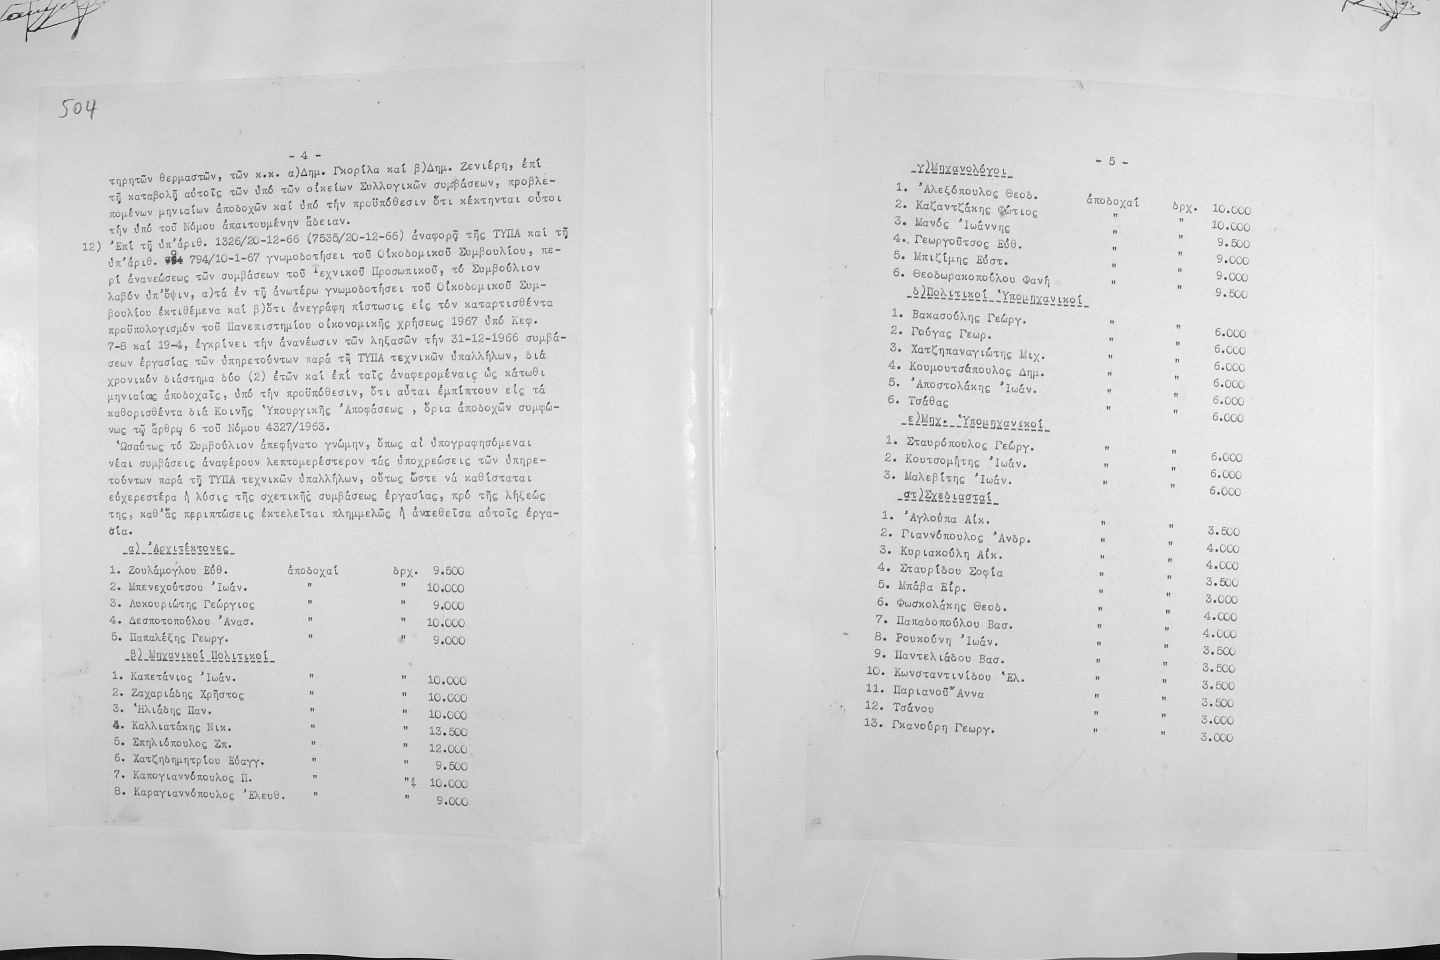 504
- 4 -
τηρητῶν θερμαστῶν, τῶν κ.κ. α)Δημ. Γκορίλα καί β)Δημ. Ζενιέρη, ἐπί
τῇ καταβολῇ αὐτοῖς τῶν ὑπό τῶν οἰκείων Συλλογικῶν συμβάσεων, προβλε-
πομένων μηνιαίων ἀποδοχῶν καί ὑπό τήν προϋπόθεσιν ὅτι κέκτηνται οὗτοι
τήν ὑπό τοῦ Νόμου ἀπαιτουμένην ἄδειαν.
12) Ἐπί τῇ ὑπ'ἀριθ. 1326/20-12-66 (7535/20-12-66) ἀναφορᾷ τῆς ΤΥΠΑ καί τῇ
ὑπ'ἀριθ. 794/10-1-67 γνωμοδοτήσει τοῦ Οἰκοδομικοῦ Συμβουλίου, πε-
ρί ἀνανεώσεως τῶν συμβάσεων τοῦ Τεχνικοῦ Προσωπικοῦ, τό Συμβούλιον
λαβόν ὑπ'ὄψιν, α)τά ἐν τῇ ἀνωτέρω γνωμοδοτήσει τοῦ Οἰκοδομικοῦ Συμ-
βουλίου ἐκτιθέμενα καί β)ὅτι ἀνεγράφη πίστωσις εἰς τόν καταρτισθέντα
προϋπολογισμόν τοῦ Πανεπιστημίου οἰκονομικῆς χρήσεως 1967 ὑπό Κεφ.
7-8 καί 19-4, ἐγκρίνει τήν ἀνανέωσιν τῶν ληξασῶν τήν 31-12-1966 συμβά-
σεων ἐργασίας τῶν ὑπηρετούντων παρά τῇ ΤΥΠΑ τεχνικῶν ὑπαλλήλων, διά
χρονικόν διάστημα δύο (2) ἐτῶν καί ἐπί ταῖς ἀναφερομέναις ὡς κάτωθι
μηνιαίας ἀποδοχαῖς, ὑπό τήν προϋπόθεσιν, ὅτι αὗται ἐμπίπτουν εἰς τά
καθορισθέντα διά Κοινῆς Ὑπουργικῆς Ἀποφάσεως , ὅρια ἀποδοχῶν συμφώ-
νως τῷ ἄρθρῳ 6 τοῦ Νόμου 4327/1963.
Ὡσαύτως τό Συμβούλιον ἀπεφήνατο γνώμην, ὅπως αἱ ὑπογραφησόμεναι
νέαι συμβάσεις ἀναφέρουν λεπτομερέστερον τάς ὑποχρεώσεις τῶν ὑπηρε-
τούντων παρά τῇ ΤΥΠΑ τεχνικῶν ὑπαλλήλων, οὕτως ὥστε νά καθίσταται
εὐχερεστέρα ἡ λύσις τῆς σχετικῆς συμβάσεως ἐργασίας, πρό τῆς λήξεώς
της, καθ'ἅς περιπτώσεις ἐκτελεῖται πλημμελῶς ἡ ἀνατεθεῖσα αὐτοῖς ἐργα-
σία.
α) Ἀρχιτέκτονες
1. Ζουλάμογλου Εὐθ. ἀποδοχαί δρχ. 9.500
2. Μπενεχούτσου Ἰωάν. " " 10.000
3. Λυκουριώτης Γεώργιος " " 9.000
4. Δεσποτοπούλου Ἀνασ. " " 10.000
5. Παπαλέξης Γεωργ. " " 9.000
β) Μηχανικοί Πολιτικοί
1. Καπετάνιος Ἰωάν. " " 10.000
2. Ζαχαριάδης Χρῆστος " " 10.000
3. Ἠλιάδης Παν. " " 10.000
4. Καλλιατάκης Νικ. " " 13.500
5. Σπηλιόπουλος Σπ. " " 12.000
6. Χατζηδημητρίου Εὐαγγ. " " 9.500
7. Καπογιαννόπουλος Π. " " 10.000
8. Καραγιαννόπουλος Ἐλευθ. " " 9.000
- 5 -
γ)Μηχανολόγοι
1. Ἀλεξόπουλος Θεοδ. ἀποδοχαί δρχ. 10.000
2. Καζαντζάκης Φώτιος " " 10.000
3. Μανός Ἰωάννης " " 9.500
4. Γεωργοῦτσος Εὐθ. " " 9.000
5. Μπιζίμης Εὐστ. " " 9.000
6. Θεοδωρακοπούλου Φανή " " 9.500
δ)Πολιτικοί Ὑπομηχανικοί
1. Βακασούλης Γεώργ. " " 6.000
2. Γούγας Γεωρ. " " 6.000
3. Χατζηπαναγιώτης Μιχ. " " 6.000
4. Κουμουτσόπουλος Δημ. " " 6.000
5. Ἀποστολάκης Ἰωάν. " " 6.000
6. Τσάθας " " 6.000
ε)Μηχ. Ὑπομηχανικοί
1. Σταυρόπουλος Γεώργ. " " 6.000
2. Κουτσομήτης Ἰωάν. " " 6.000
3. Μαλεβίτης Ἰωάν. " " 6.000
στ)Σχεδιασταί
1. Ἀγλούπα Αἰκ. " " 3.500
2. Γιαννόπουλος Ἀνδρ. " " 4.000
3. Κυριακούλη Αἰκ. " " 4.000
4. Σταυρίδου Σοφία " " 3.500
5. Μπάβα Εἰρ. " " 3.000
6. Φωσκολάκης Θεοδ. " " 4.000
7. Παπαδοπούλου Βασ. " " 4.000
8. Ρουκούνη Ἰωάν. " " 3.500
9. Παντελιάδου Βασ. " " 3.500
10. Κωνσταντινίδου Ἑλ. " " 3.500
11. Παριανοῦ Ἄννα " " 3.500
12. Τσάνου " " 3.000
13. Γκανούρη Γεωργ. " " 3.000